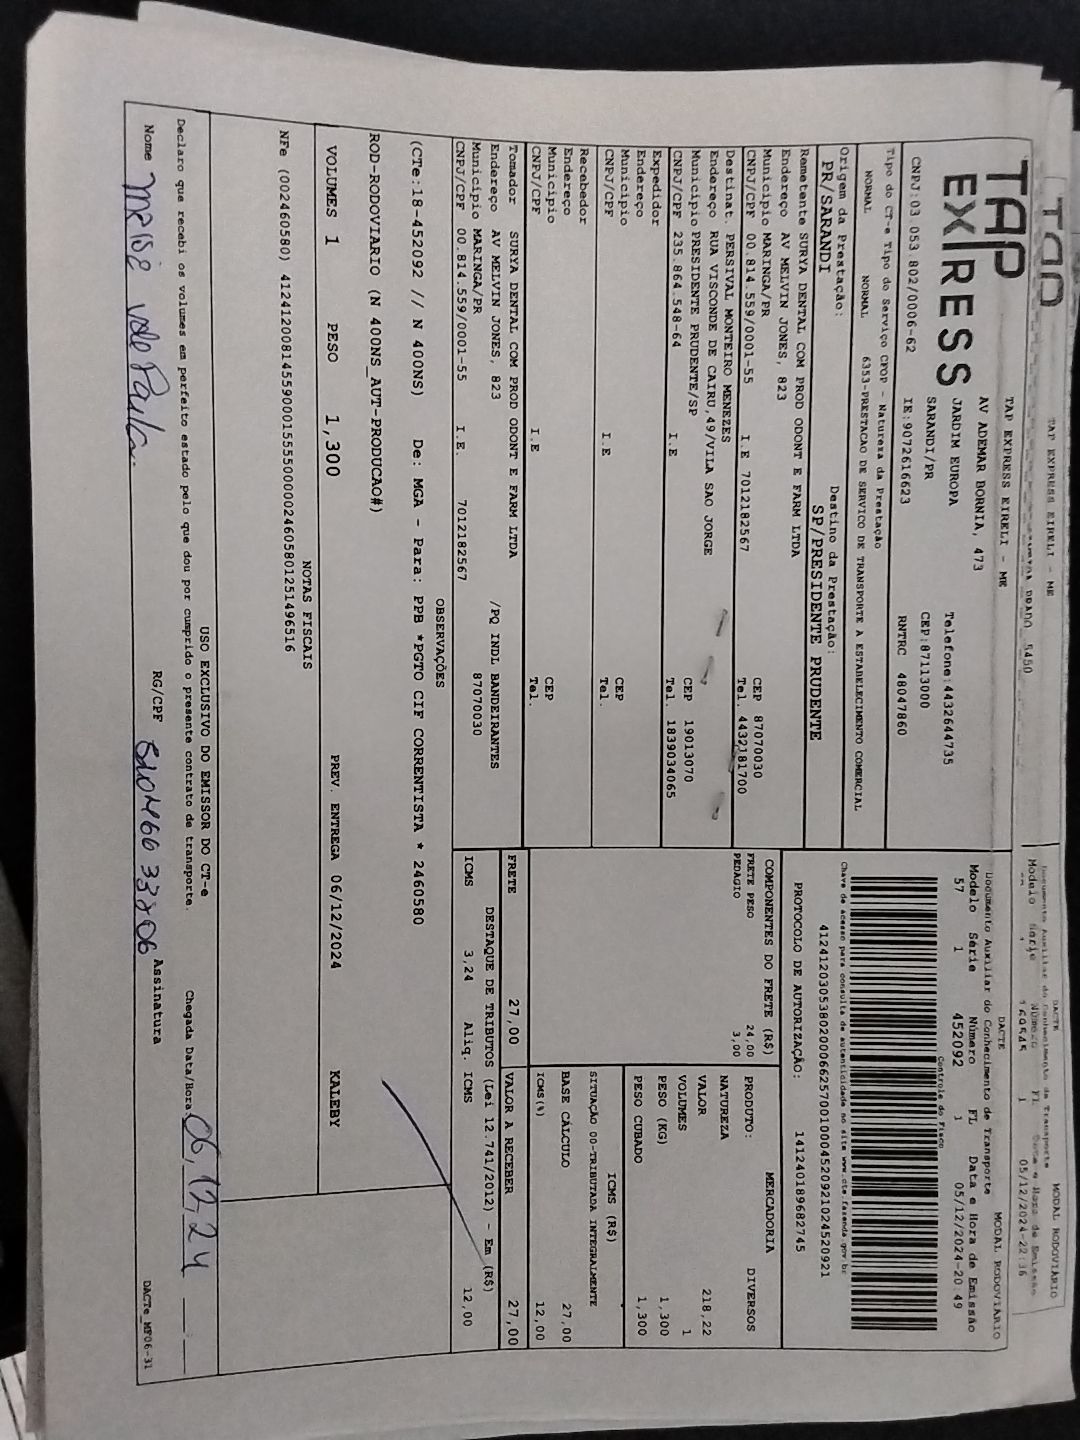 TAP EXPRESS EIRELI - ME
MODAL RODOVIÁRIO
DACTE
Modelo Série Número FL
05/12/2024-22:36
TAP EXPRESS
TAP EXPRESS EIRELI - ME
AV ADEMAR BORNIA, 473
JARDIM EUROPA
SARANDI/PR
Telefone:4432644735
CEP:87113000
CNPJ:03.053.802/0006-62 IE:9072616623 RNTRC 48047860
DACTE MODAL RODOVIARIO
Documento Auxiliar do Conhecimento de Transporte
Modelo Série Número FL Data e Hora de Emissão
57 1 452092 1 05/12/2024-20 49
Controle do Fisco
Tipo do CT-e Tipo do Serviço CFOP - Natureza da Prestação
NORMAL NORMAL 6353-PRESTACAO DE SERVICO DE TRANSPORTE A ESTABELECIMENTO COMERCIAL
Chave de acesso para consulta de autenticidade no site www.cte.fazenda.gov.br
41241203053802000662570010004520921024520921
PROTOCOLO DE AUTORIZAÇÃO: 141240189682745
Origem da Prestação: Destino da Prestação:
PR/SARANDI SP/PRESIDENTE PRUDENTE
Remetente SURYA DENTAL COM PROD ODONT E FARM LTDA
Endereço AV MELVIN JONES, 823
Município MARINGA/PR CEP 87070030
CNPJ/CPF 00.814.559/0001-55 I.E 7012182567 Tel. 4432181700
Destinat. PERSIVAL MONTEIRO MENEZES
Endereço RUA VISCONDE DE CAIRU,49/VILA SAO JORGE
Município PRESIDENTE PRUDENTE/SP CEP 19013070
CNPJ/CPF 235.864.548-64 I.E Tel. 1839034065
Expedidor
Endereço
Município CEP
CNPJ/CPF I.E Tel.
Recebedor
Endereço
Município CEP
CNPJ/CPF I.E Tel.
Tomador SURYA DENTAL COM PROD ODONT E FARM LTDA
Endereço AV MELVIN JONES, 823 /PQ INDL BANDEIRANTES
Município MARINGA/PR 87070030
CNPJ/CPF 00.814.559/0001-55 I.E. 7012182567
COMPONENTES DO FRETE (R$)
FRETE PESO 24,00
PEDAGIO 3,00
MERCADORIA
PRODUTO: DIVERSOS
NATUREZA
VALOR 218,22
VOLUMES 1
PESO (KG) 1,300
PESO CUBADO 1,300
ICMS (R$)
SITUAÇÃO 00-TRIBUTADA INTEGRALMENTE
BASE CÁLCULO 27,00
ICMS(%) 12,00
FRETE 27,00 VALOR A RECEBER 27,00
DESTAQUE DE TRIBUTOS (Lei 12.741/2012) - Em (R$)
ICMS 3,24 Aliq. ICMS 12,00
OBSERVAÇÕES
(CTe:18-452092 // N 400NS) De: MGA - Para: PPB *PGTO CIF CORRENTISTA * 2460580
ROD-RODOVIARIO (N 400NS_AUT-PRODUCAO#)
VOLUMES 1 PESO 1,300 PREV. ENTREGA 06/12/2024 KALEBY
NOTAS FISCAIS
NFe (002460580) 41241200814559000155550000024605801251496516
USO EXCLUSIVO DO EMISSOR DO CT-e
Declaro que recebi os volumes em perfeito estado pelo que dou por cumprido o presente contrato de transporte. Chegada Data/Hora 06,12,24 :
Nome RG/CPF Assinatura
DACTe_MF06-31